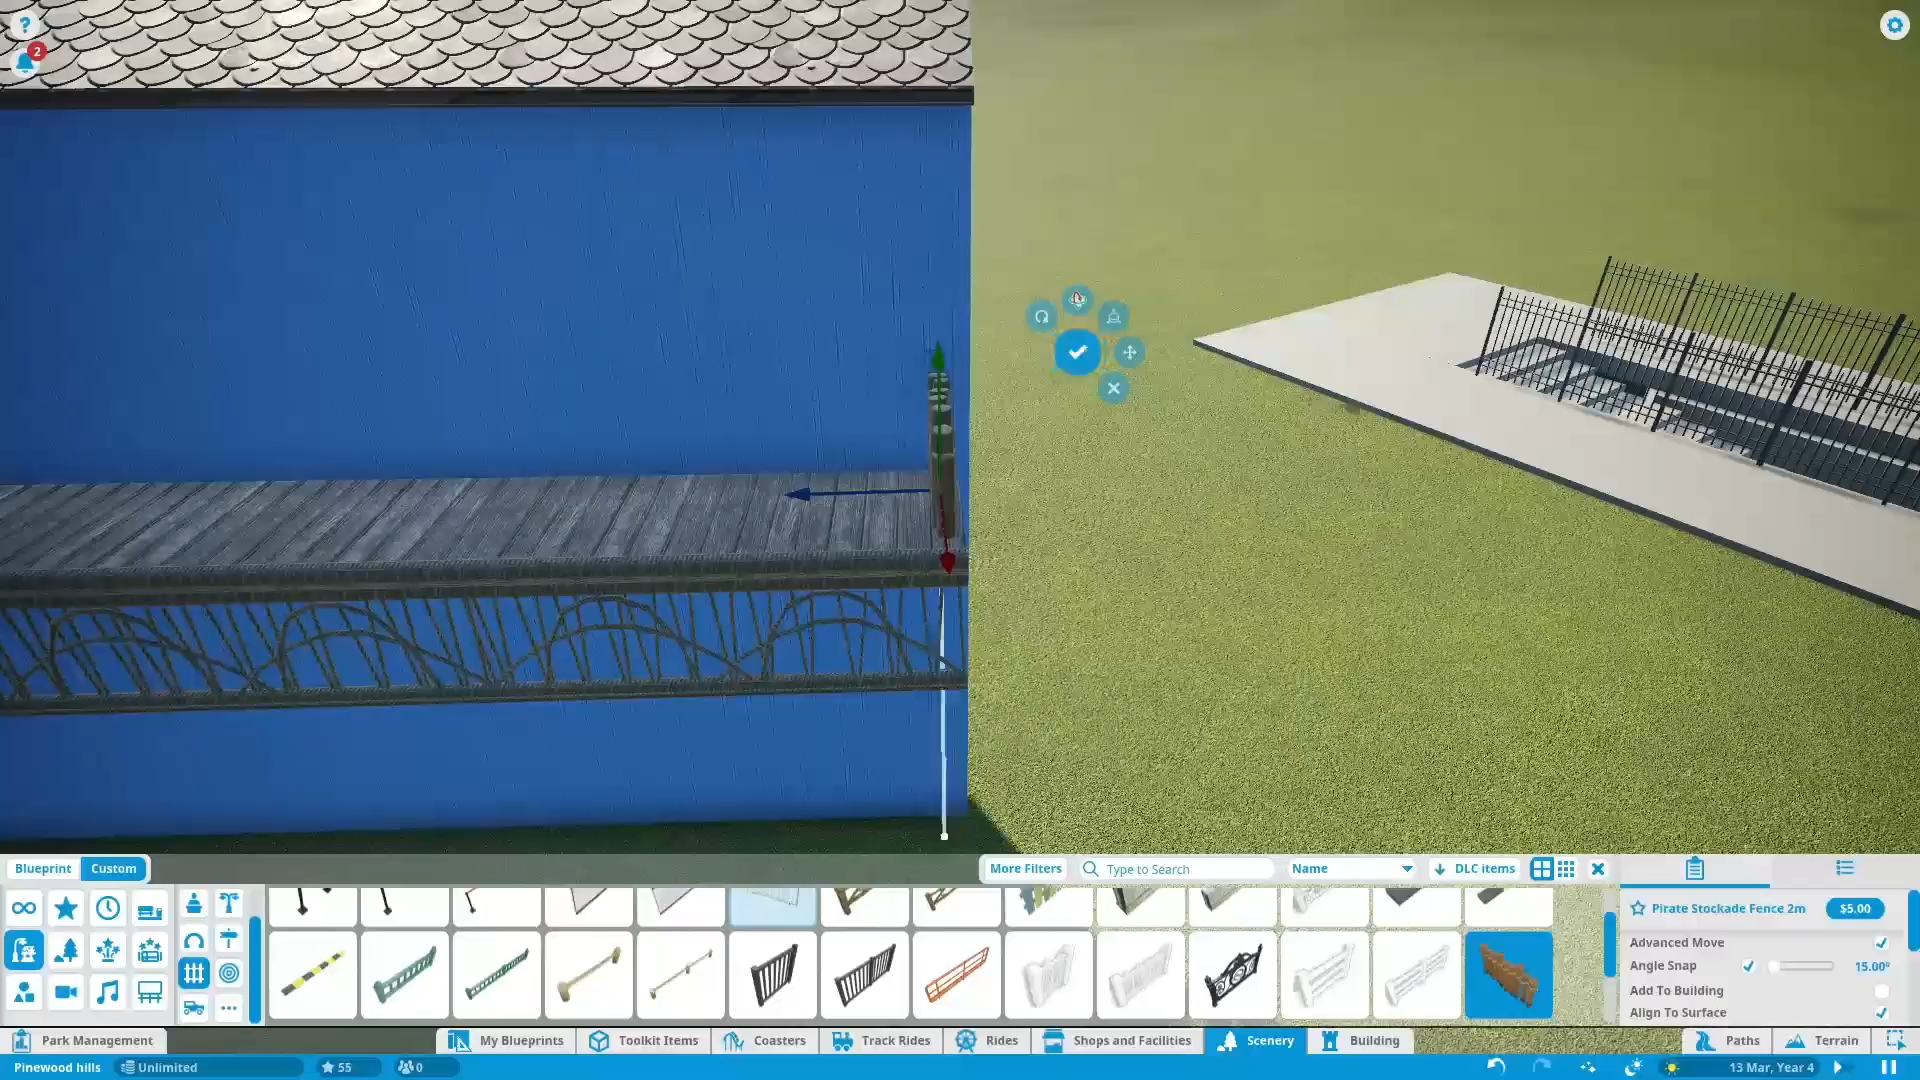 ?
2
Blueprint
Custom
More Filters
Type to Search
Name
DLC items
Pirate Stockade Fence 2m
$5.00
Advanced Move
Angle Snap
15.00°
Add To Building
Align To Surface
Park Management
My Blueprints
Toolkit Items
Coasters
Track Rides
Rides
Shops and Facilities
Scenery
Building
Paths
Terrain
Pinewood hills
Unlimited
55
0
13 Mar, Year 4